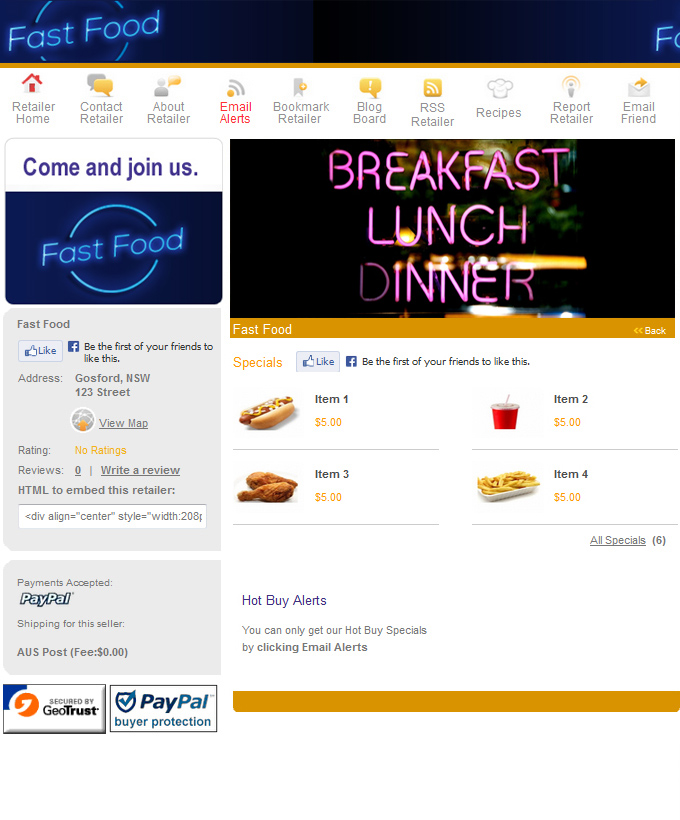 Fast Food
F
Retailer Home
Contact Retailer
About Retailer
Email Alerts
Bookmark Retailer
Blog Board
RSS Retailer
Recipes
Report Retailer
Email Friend
Come and join us.
Fast Food
BREAKFAST
LUNCH
DINNER
Fast Food
« Back
Fast Food
Like
Be the first of your friends to
like this.
Address: Gosford, NSW
123 Street
View Map
Rating: No Ratings
Reviews: 0 | Write a review
HTML to embed this retailer:
<div align="center" style="width:208p
Payments Accepted:
PayPal
Shipping for this seller:
AUS Post (Fee:$0.00)
SECURED BY
GeoTrust
PayPal
buyer protection
Specials
Like
Be the first of your friends to like this.
Item 1
$5.00
Item 2
$5.00
Item 3
$5.00
Item 4
$5.00
All Specials (6)
Hot Buy Alerts
You can only get our Hot Buy Specials
by clicking Email Alerts